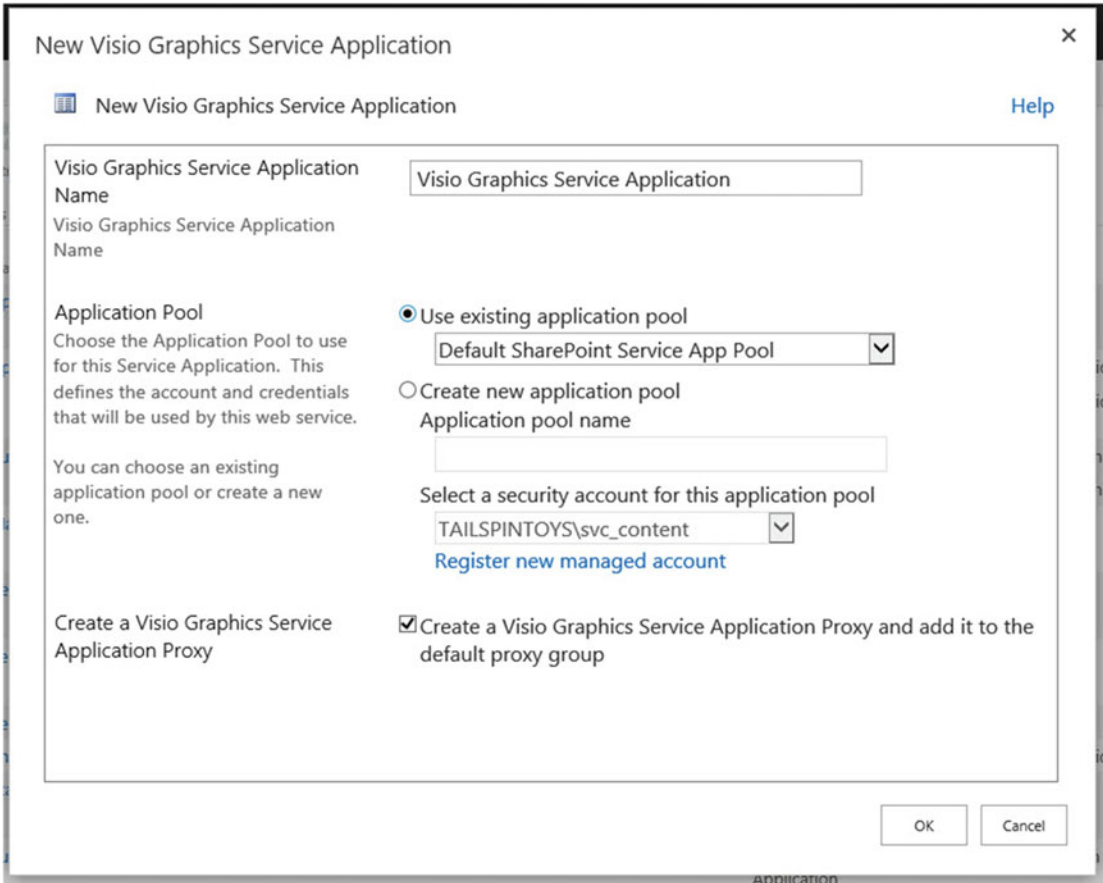 New Visio Graphics Service Application
New Visio Graphics Service Application
Help
Visio Graphics Service Application
Name
Visio Graphics Service Application
Name
Visio Graphics Service Application
Application Pool
Choose the Application Pool to use
for this Service Application. This
defines the account and credentials
that will be used by this web service.
You can choose an existing
application pool or create a new
one.
Use existing application pool
Default SharePoint Service App Pool
Create new application pool
Application pool name
Select a security account for this application pool
TAILSPINTOYS\svc_content
Register new managed account
Create a Visio Graphics Service
Application Proxy
Create a Visio Graphics Service Application Proxy and add it to the
default proxy group
OK
Cancel
Application